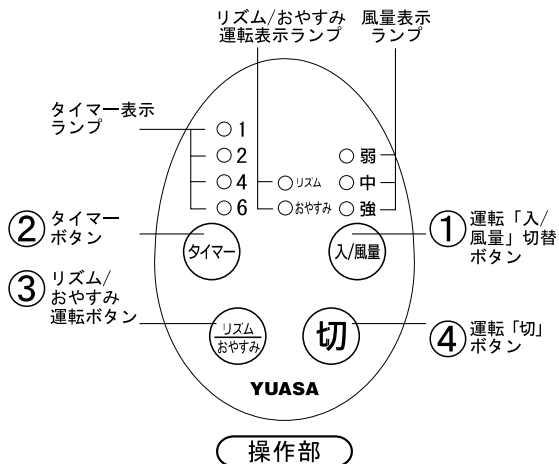 リズム/おやすみ
運転表示ランプ
風量表示
ランプ
タイマー表示
ランプ
1
2
4
6
リズム
おやすみ
弱
中
強
② タイマー
ボタン
タイマー
入/風量
① 運転「入/
風量」切替
ボタン
③ リズム/
おやすみ
運転ボタン
リズム
おやすみ
切
④ 運転「切」
ボタン
YUASA
操作部